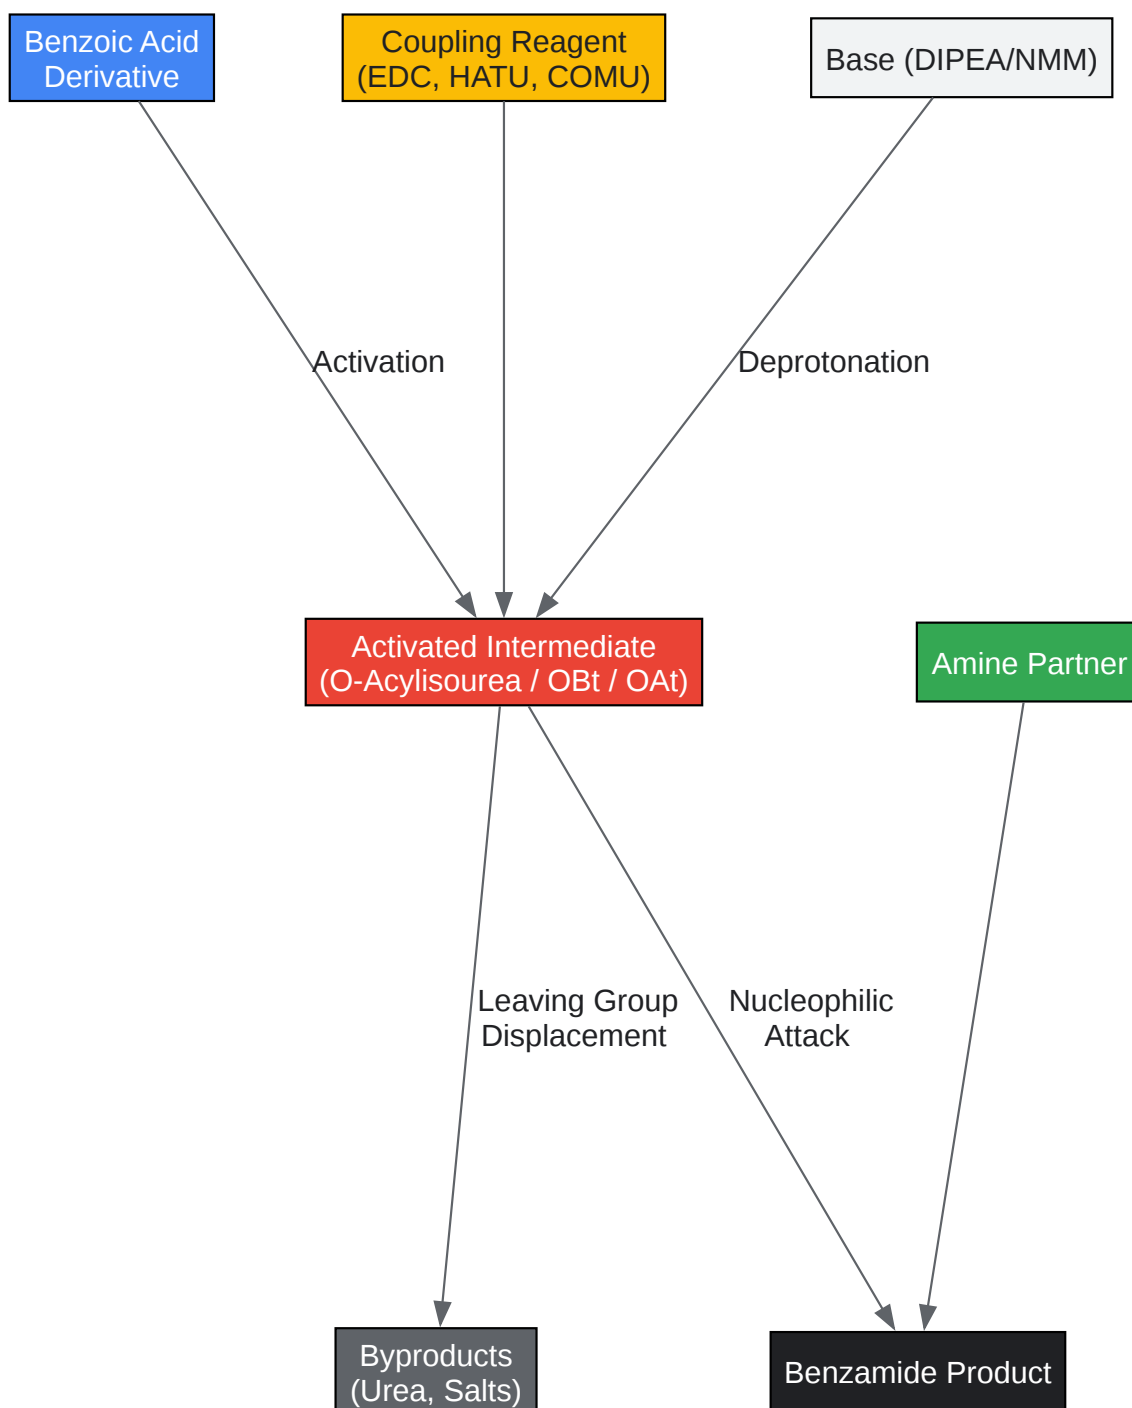 Benzoic Acid
Derivative
Coupling Reagent
(EDC, HATU, COMU)
Base (DIPEA/NMM)
Activation
Deprotonation
Activated Intermediate
(O-Acylisourea / OBt / OAt)
Amine Partner
Leaving Group
Displacement
Nucleophilic
Attack
Byproducts
(Urea, Salts)
Benzamide Product